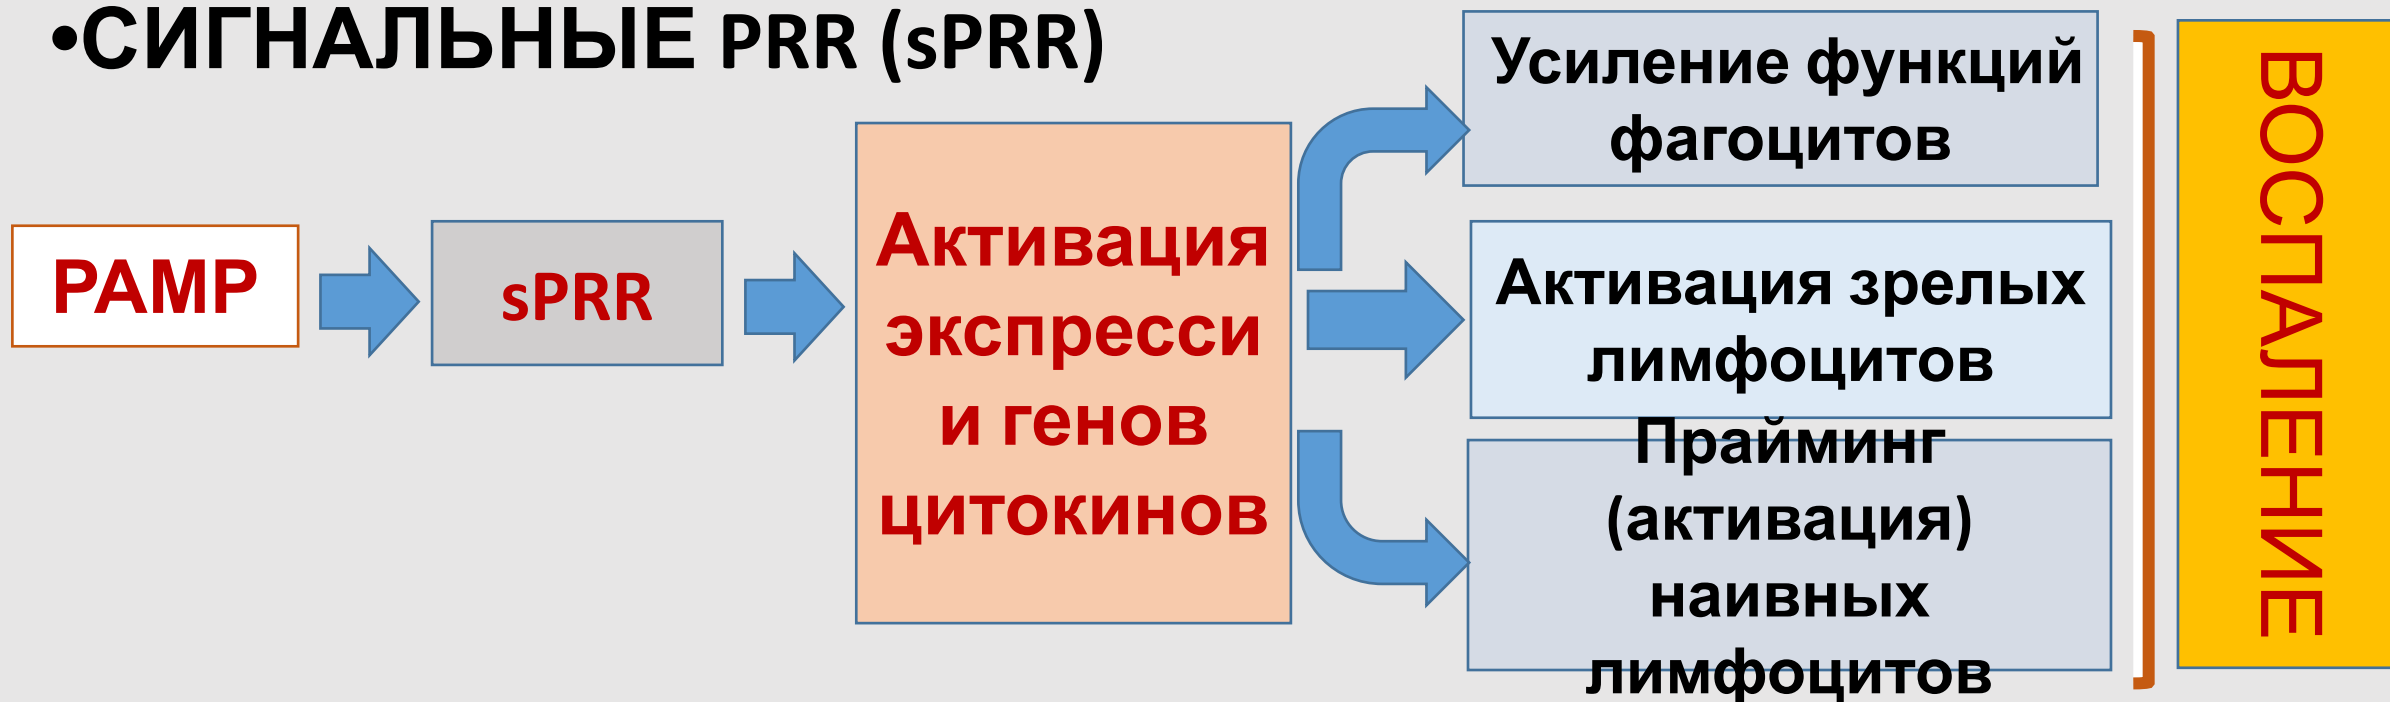 •СИГНАЛЬНЫЕ PRR (sPRR)
PAMP
sPRR
Активация
экспресси
и генов
цитокинов
Усиление функций
фагоцитов
Активация зрелых
лимфоцитов
Прайминг
(активация)
наивных
лимфоцитов
ВОСПАЛЕНИЕ